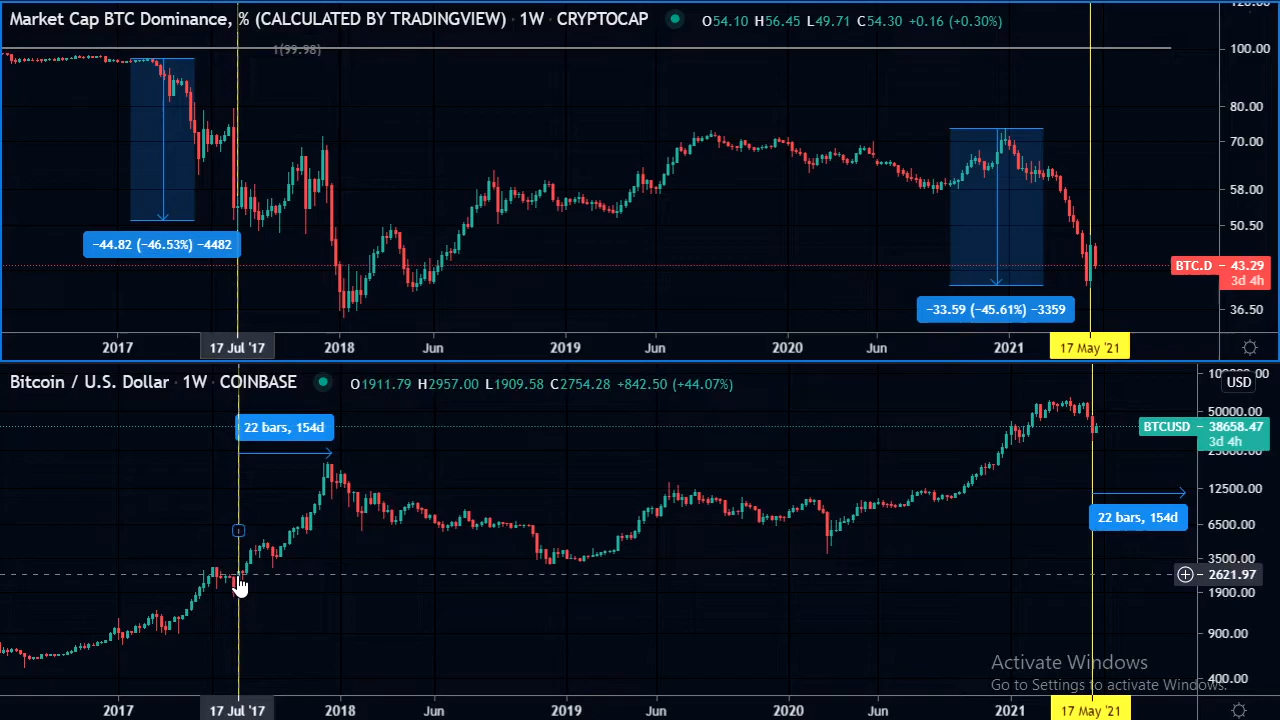 Market Cap BTC Dominance, % (CALCULATED BY TRADINGVIEW) · 1W · CRYPTOCAP O54.10 H56.45 L49.71 C54.30 +0.16 (+0.30%)
1(99.98)
100.00
80.00
70.00
58.00
50.50
−44.82 (−46.53%) −4482
BTC.D 43.29
3d 4h
−33.59 (−45.61%) −3359
36.50
2017 17 Jul '17 2018 Jun 2019 Jun 2020 Jun 2021 17 May '21
Bitcoin / U.S. Dollar · 1W · COINBASE O1911.79 H2957.00 L1909.58 C2754.28 +842.50 (+44.07%)
USD
50000.00
22 bars, 154d
BTCUSD 38658.47
3d 4h
12500.00
22 bars, 154d
6500.00
3500.00
2621.97
1900.00
900.00
Activate Windows
Go to Settings to activate Windows.
400.00
2017 17 Jul '17 2018 Jun 2019 Jun 2020 Jun 2021 17 May '21